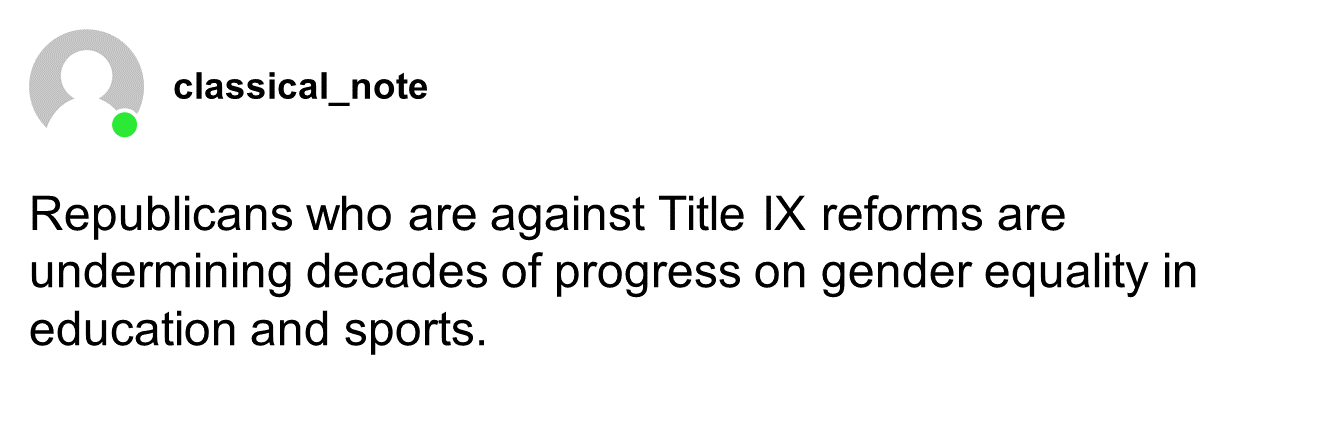 classical_note
Republicans who are against Title IX reforms are
undermining decades of progress on gender equality in
education and sports.